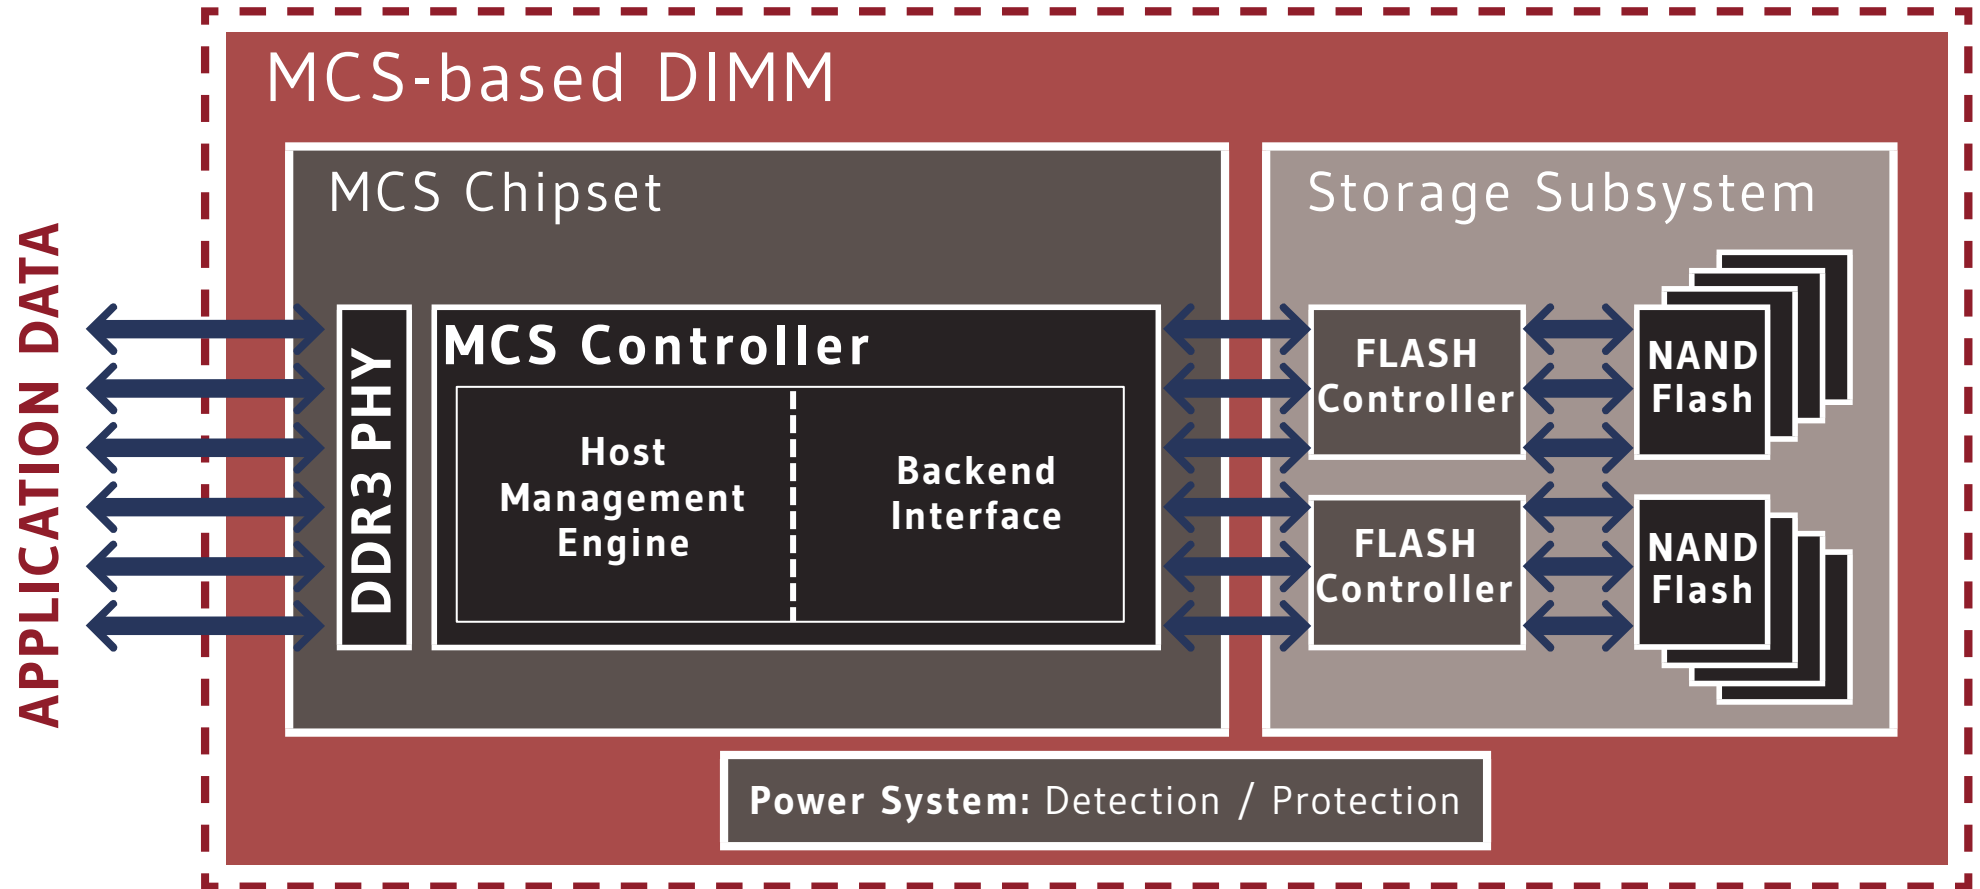 MCS-based DIMM
APPLICATION DATA
MCS Chipset
DDR3 PHY
MCS Controller
Host
Management
Engine
Backend
Interface
Storage Subsystem
FLASH
Controller
NAND
Flash
FLASH
Controller
NAND
Flash
Power System: Detection / Protection